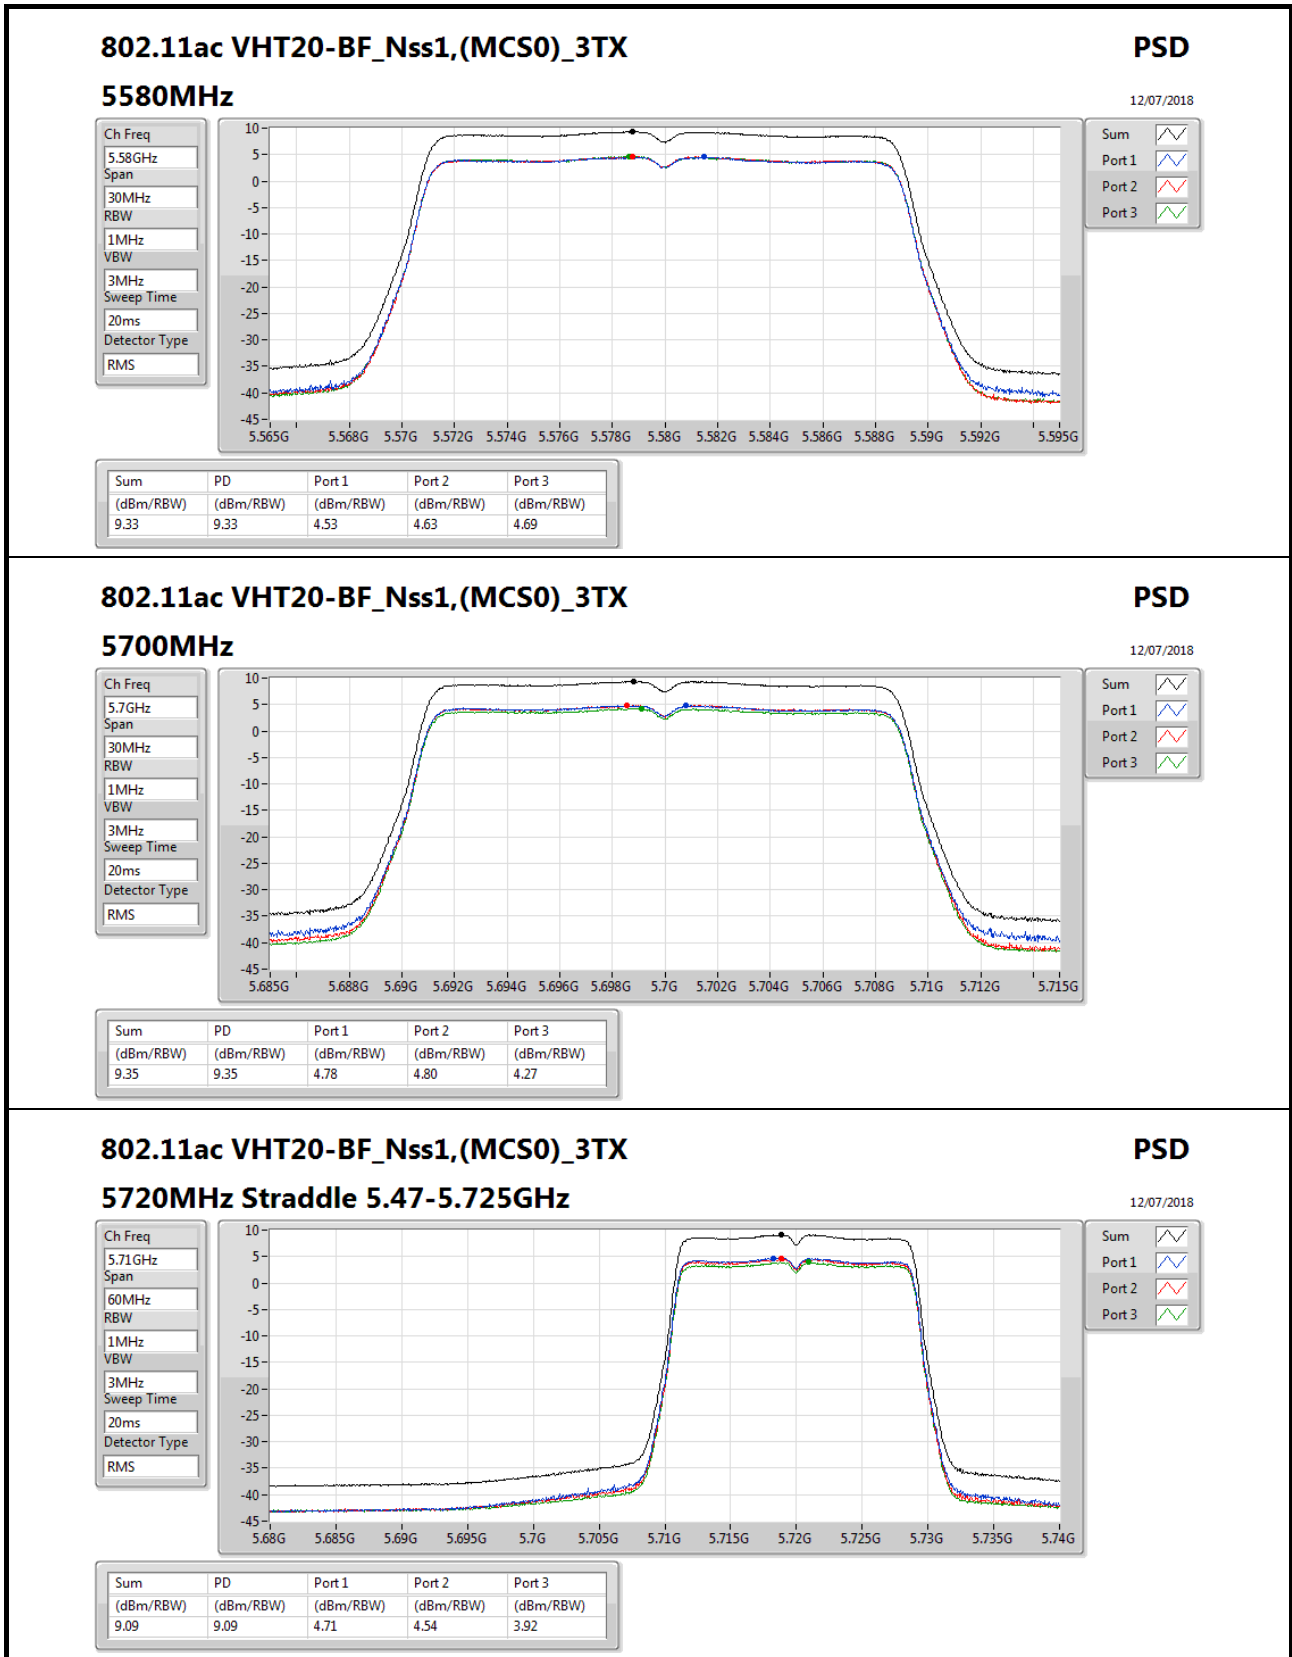 802.11ac VHT20-BF_Nss1,(MCS0)_3TX PSD
5580MHz
12/07/2018
Ch Freq
5.58GHz
Span
30MHz
RBW
1MHz
VBW
3MHz
Sweep Time
20ms
Detector Type
RMS
10
5
0
-5
-10
-15
-20
-25
-30
-35
-40
-45
5.565G 5.568G 5.57G 5.572G 5.574G 5.576G 5.578G 5.58G 5.582G 5.584G 5.586G 5.588G 5.59G 5.592G 5.595G
Sum
Port 1
Port 2
Port 3
Sum PD Port 1 Port 2 Port 3
(dBm/RBW) (dBm/RBW) (dBm/RBW) (dBm/RBW) (dBm/RBW)
9.33 9.33 4.53 4.63 4.69
802.11ac VHT20-BF_Nss1,(MCS0)_3TX PSD
5700MHz
12/07/2018
Ch Freq
5.7GHz
Span
30MHz
RBW
1MHz
VBW
3MHz
Sweep Time
20ms
Detector Type
RMS
10
5
0
-5
-10
-15
-20
-25
-30
-35
-40
-45
5.685G 5.688G 5.69G 5.692G 5.694G 5.696G 5.698G 5.7G 5.702G 5.704G 5.706G 5.708G 5.71G 5.712G 5.715G
Sum
Port 1
Port 2
Port 3
Sum PD Port 1 Port 2 Port 3
(dBm/RBW) (dBm/RBW) (dBm/RBW) (dBm/RBW) (dBm/RBW)
9.35 9.35 4.78 4.80 4.27
802.11ac VHT20-BF_Nss1,(MCS0)_3TX PSD
5720MHz Straddle 5.47-5.725GHz
12/07/2018
Ch Freq
5.71GHz
Span
60MHz
RBW
1MHz
VBW
3MHz
Sweep Time
20ms
Detector Type
RMS
10
5
0
-5
-10
-15
-20
-25
-30
-35
-40
-45
5.68G 5.685G 5.69G 5.695G 5.7G 5.705G 5.71G 5.715G 5.72G 5.725G 5.73G 5.735G 5.74G
Sum
Port 1
Port 2
Port 3
Sum PD Port 1 Port 2 Port 3
(dBm/RBW) (dBm/RBW) (dBm/RBW) (dBm/RBW) (dBm/RBW)
9.09 9.09 4.71 4.54 3.92